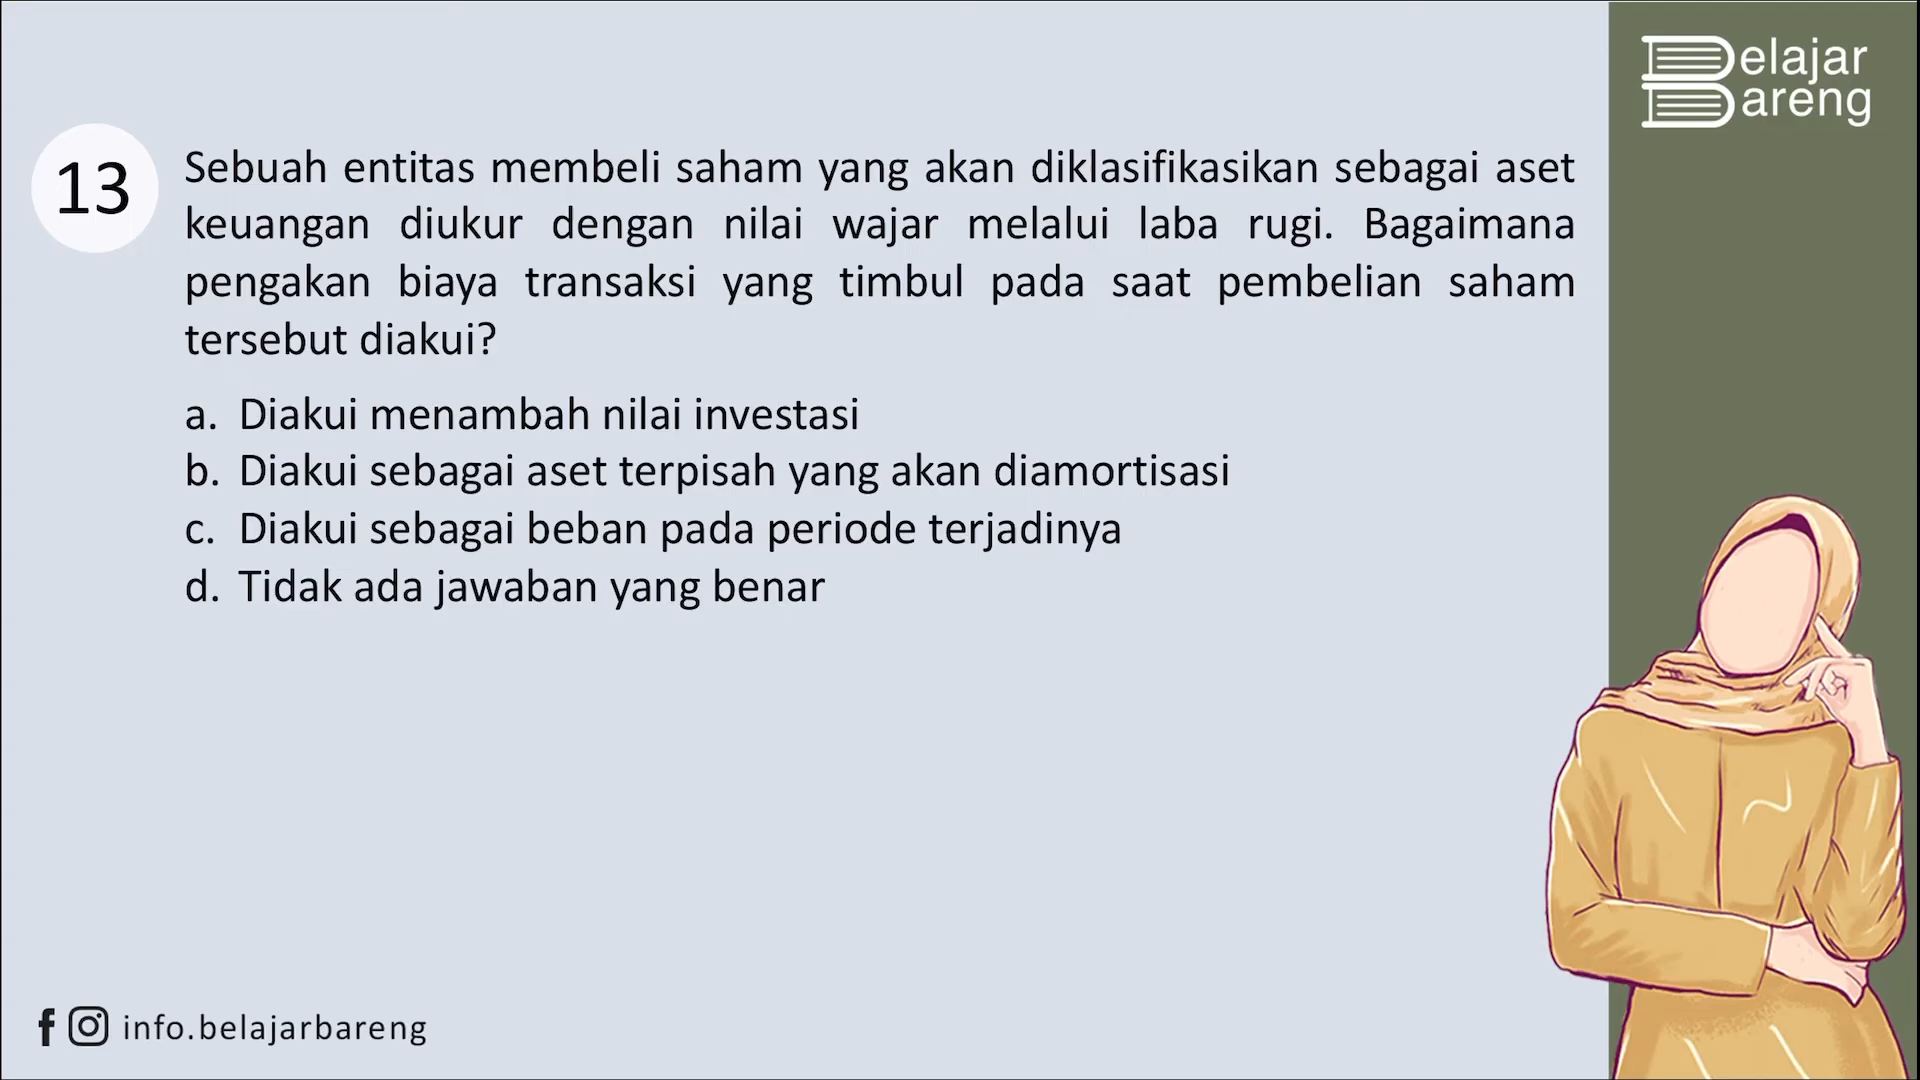 Belajar
Bareng
13
Sebuah entitas membeli saham yang akan diklasifikasikan sebagai aset
keuangan diukur dengan nilai wajar melalui laba rugi. Bagaimana
pengakan biaya transaksi yang timbul pada saat pembelian saham
tersebut diakui?
a. Diakui menambah nilai investasi
b. Diakui sebagai aset terpisah yang akan diamortisasi
c. Diakui sebagai beban pada periode terjadinya
d. Tidak ada jawaban yang benar
info.belajarbareng